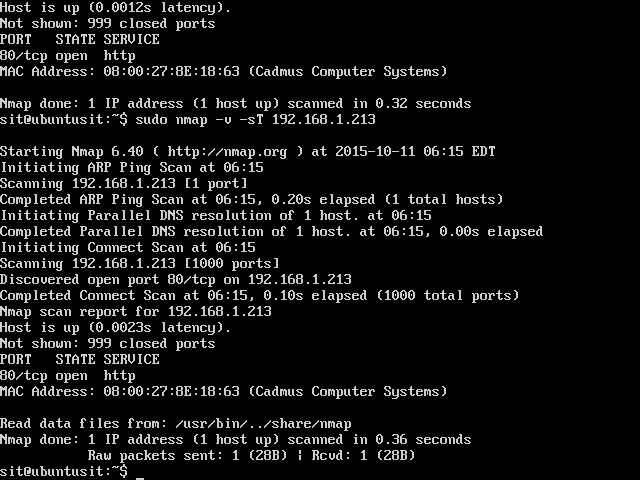 Host is up (0.0012s latency).
Not shown: 999 closed ports
PORT   STATE SERVICE
80/tcp open  http
MAC Address: 08:00:27:8E:18:63 (Cadmus Computer Systems)

Nmap done: 1 IP address (1 host up) scanned in 0.32 seconds
sit@ubuntusit:~$ sudo nmap -v -sT 192.168.1.213

Starting Nmap 6.40 ( http://nmap.org ) at 2015-10-11 06:15 EDT
Initiating ARP Ping Scan at 06:15
Scanning 192.168.1.213 [1 port]
Completed ARP Ping Scan at 06:15, 0.20s elapsed (1 total hosts)
Initiating Parallel DNS resolution of 1 host. at 06:15
Completed Parallel DNS resolution of 1 host. at 06:15, 0.00s elapsed
Initiating Connect Scan at 06:15
Scanning 192.168.1.213 [1000 ports]
Discovered open port 80/tcp on 192.168.1.213
Completed Connect Scan at 06:15, 0.10s elapsed (1000 total ports)
Nmap scan report for 192.168.1.213
Host is up (0.0023s latency).
Not shown: 999 closed ports
PORT   STATE SERVICE
80/tcp open  http
MAC Address: 08:00:27:8E:18:63 (Cadmus Computer Systems)

Read data files from: /usr/bin/../share/nmap
Nmap done: 1 IP address (1 host up) scanned in 0.36 seconds
           Raw packets sent: 1 (28B) | Rcvd: 1 (28B)
sit@ubuntusit:~$ _